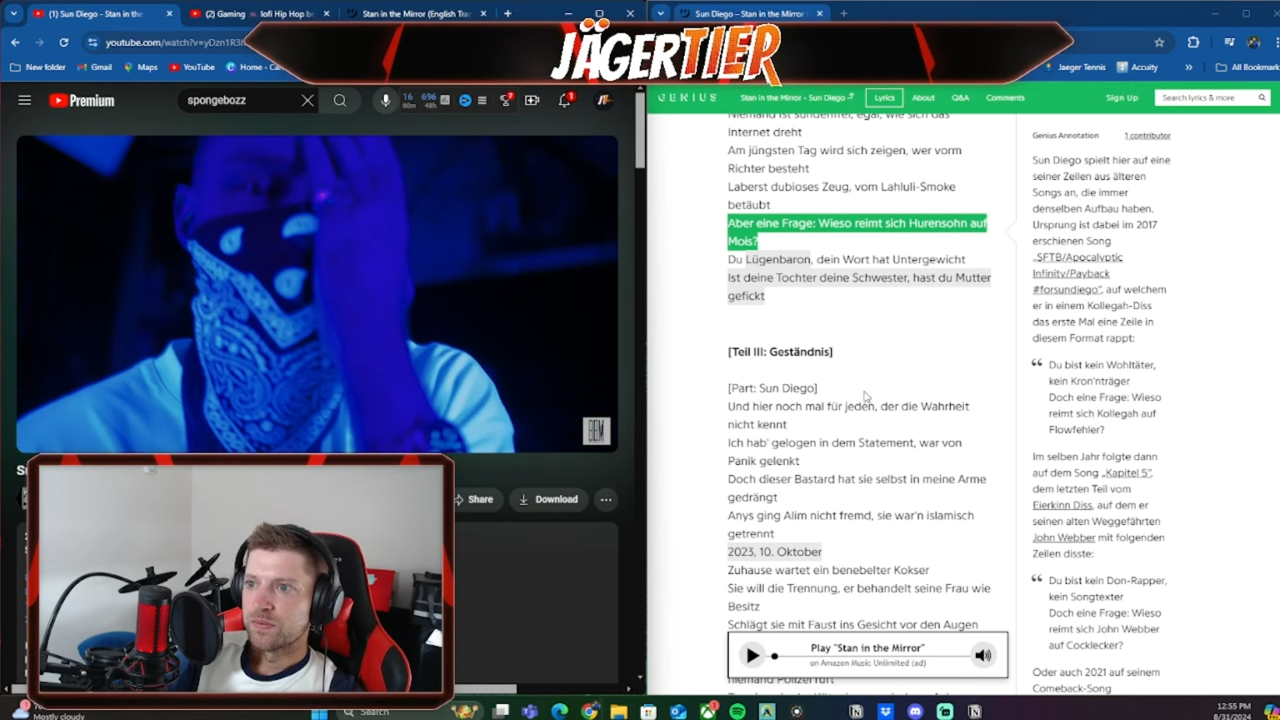 (1) Sun Diego – Stan in the
(2) Gaming
lofi Hip Hop be
Stan in the Mirror (English Tra
Sun Diego – Stan in the Mirror
youtube.com/watch?v=yDzn1R3h
JÄGERTIER
New folder
Gmail
Maps
YouTube
Home - Ca
Jaeger Tennis
Accuity
All Bookmark
Premium
spongebozz
16
60m
696
48h
7
1
GENIUS
Stan in the Mirror - Sun Diego
Lyrics
About
Q&A
Comments
Sign Up
Search lyrics & more
Niemand ist sündenfrei, egal, wie sich das
Internet dreht
Am jüngsten Tag wird sich zeigen, wer vorm
Richter besteht
Laberst dubioses Zeug, vom Lahluli-Smoke
betäubt
Aber eine Frage: Wieso reimt sich Hurensohn auf
Mois?
Du Lügenbaron, dein Wort hat Untergewicht
Ist deine Tochter deine Schwester, hast du Mutter
gefickt
[Teil III: Geständnis]
[Part: Sun Diego]
Und hier noch mal für jeden, der die Wahrheit
nicht kennt
Ich hab' gelogen in dem Statement, war von
Panik gelenkt
Doch dieser Bastard hat sie selbst in meine Arme
gedrängt
Anys ging Alim nicht fremd, sie war'n islamisch
getrennt
2023, 10. Oktober
Zuhause wartet ein benebelter Kokser
Sie will die Trennung, er behandelt seine Frau wie
Besitz
Schlägt sie mit Faust ins Gesicht vor den Augen
Play "Stan in the Mirror"
on Amazon Music Unlimited (ad)
niemand Polizei ruft
Genius Annotation
1 contributor
Sun Diego spielt hier auf eine
seiner Zeilen aus älteren
Songs an, die immer
denselben Aufbau haben.
Ursprung ist dabei im 2017
erschienen Song
„SFTB/Apocalyptic
Infinity/Payback
#forsundiego“, auf welchem
er in einem Kollegah-Diss
das erste Mal eine Zeile in
diesem Format rappt:
Du bist kein Wohltäter,
kein Kron'nträger
Doch eine Frage: Wieso
reimt sich Kollegah auf
Flowfehler?
Im selben Jahr folgte dann
auf dem Song „Kapitel 5“,
dem letzten Teil vom
Eierkinn Diss, auf dem er
seinen alten Weggefährten
John Webber mit folgenden
Zeilen disste:
Du bist kein Don-Rapper,
kein Songtexter
Doch eine Frage: Wieso
reimt sich John Webber
auf Cocklecker?
Oder auch 2021 auf seinem
Comeback-Song
BBM
Share
Download
Mostly cloudy
Search
12:55 PM
8/31/2024